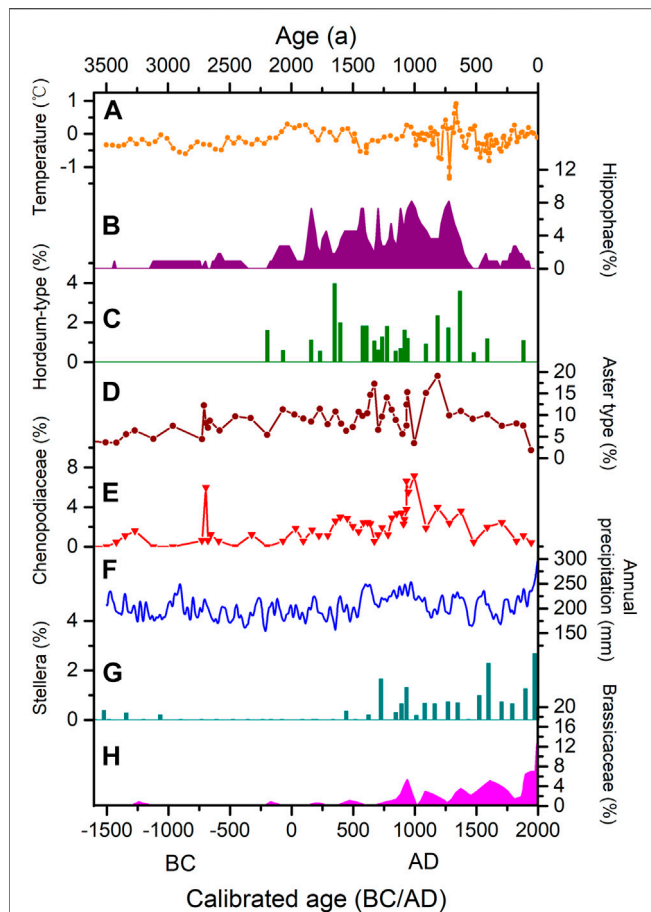 Age (a)
3500 3000 2500 2000 1500 1000 500 0
A
Temperature (℃)
1
0
-1
B
Hippophae(%)
12
8
4
0
C
Hordeum-type (%)
4
2
0
D
Aster type (%)
20
15
10
5
0
E
Chenopodiaceae (%)
8
4
0
F
Annual
precipitation (mm)
300
250
200
150
G
Stellera (%)
4
2
0
H
Brassicaceae (%)
20
16
12
8
4
0
-1500 -1000 -500 0 500 1000 1500 2000
BC AD
Calibrated age (BC/AD)